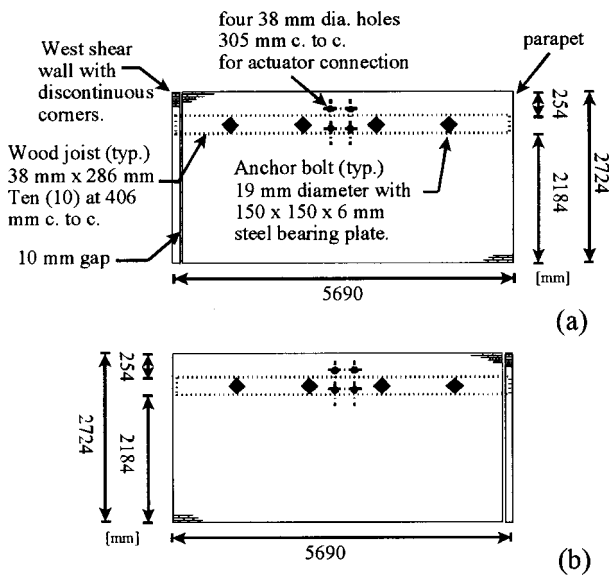 four 38 mm dia. holes
305 mm c. to c.
for actuator connection
West shear
wall with
discontinuous
corners.
parapet
254
2724
2184
Wood joist (typ.)
38 mm x 286 mm
Ten (10) at 406
mm c. to c.
Anchor bolt (typ.)
19 mm diameter with
150 x 150 x 6 mm
steel bearing plate.
10 mm gap
[mm]
5690
(a)
254
2724
2184
[mm]
5690
(b)